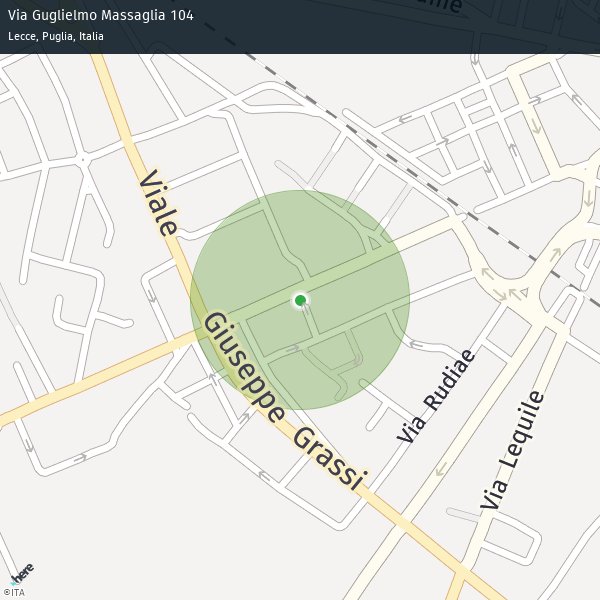 Via Guglielmo Massaglia 104
Lecce, Puglia, Italia
Viale
Giuseppe
Grassi
Via Rudiae
Via Lequile
here
©ITA